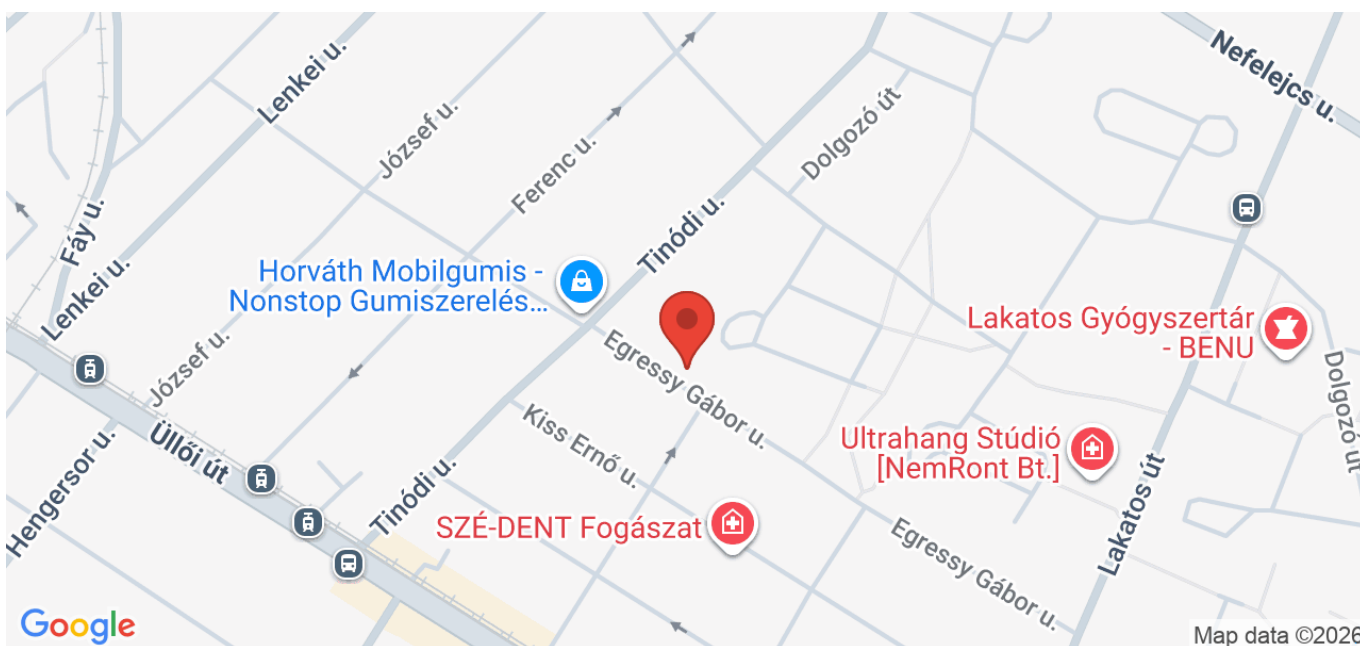 Nefelejcs u.
Lenkei u.
József u.
Dolgozó út
Ferenc u.
Fáy u.
Tinódi u.
Horváth Mobilgumis -
Nonstop Gumiszerelés...
Lenkei u.
Lakatos Gyógyszertár
- BENU
József u.
Egressy Gábor u.
Dolgozó út
Kiss Ernő u.
Ultrahang Stúdió
[NemRont Bt.]
Üllői út
Hengersor u.
Tinódi u.
Lakatos út
SZÉ-DENT Fogászat
Egressy Gábor u.
Google
Map data ©2026